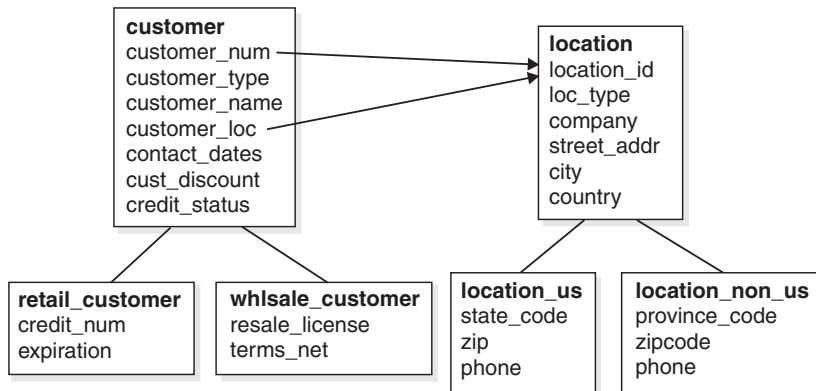 customer
customer_num
customer_type
customer_name
customer_loc
contact_dates
cust_discount
credit_status
location
location_id
loc_type
company
street_addr
city
country
retail_customer
credit_num
expiration
whlsale_customer
resale_license
terms_net
location_us
state_code
zip
phone
location_non_us
province_code
zipcode
phone